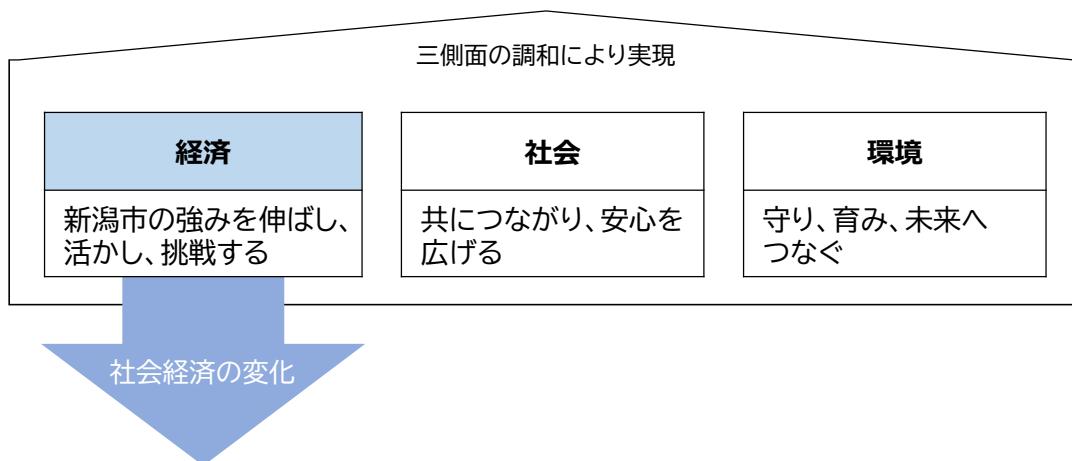 三側面の調和により実現
経済
新潟市の強みを伸ばし、
活かし、挑戦する
社会
共につながり、安心を
広げる
環境
守り、育み、未来へ
つなぐ
社会経済の変化